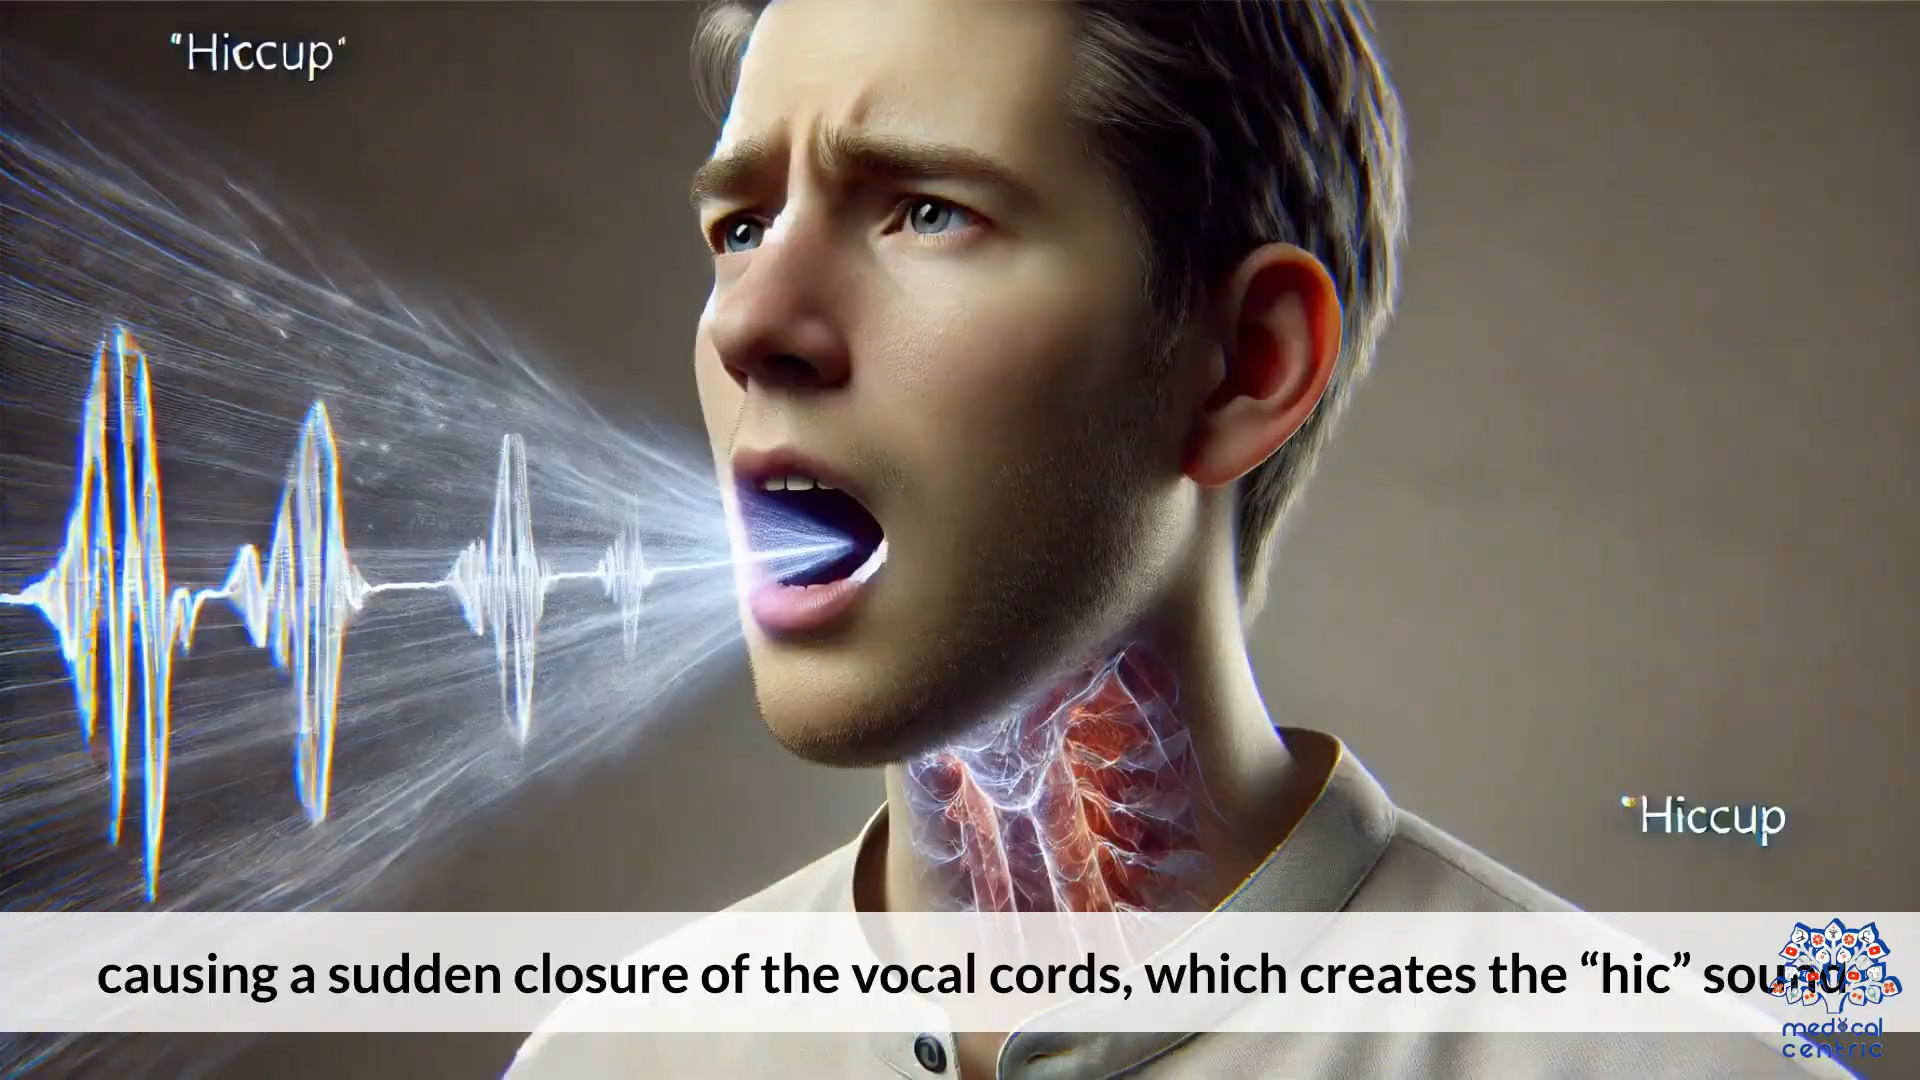 "Hiccup"
"Hiccup
causing a sudden closure of the vocal cords, which creates the “hic” sound
medical
centric